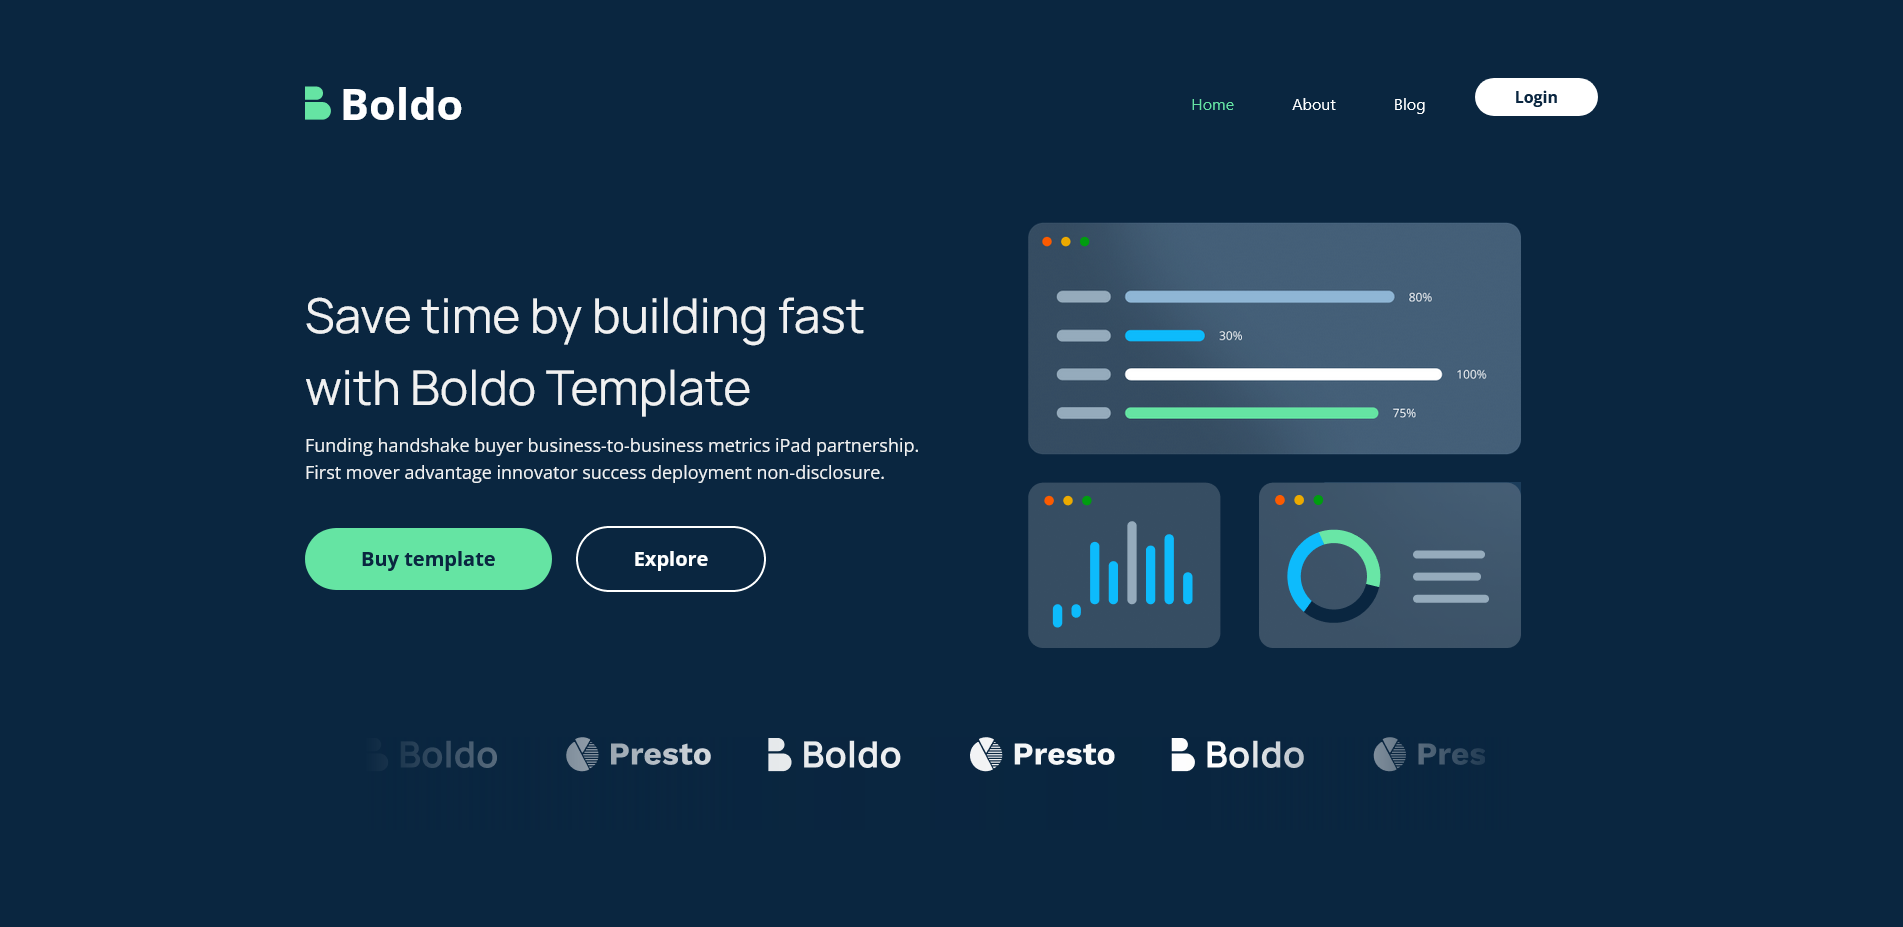 Boldo
Home
About
Blog
Login
Save time by building fast
with Boldo Template
Funding handshake buyer business-to-business metrics iPad partnership.
First mover advantage innovator success deployment non-disclosure.
Buy template
Explore
80%
30%
100%
75%
Boldo
Presto
Boldo
Presto
Boldo
Pres